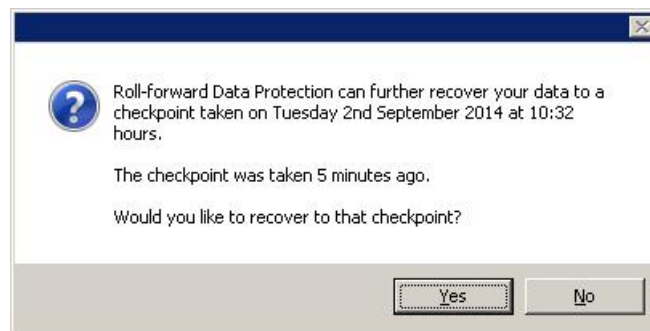 Roll-forward Data Protection can further recover your data to a
checkpoint taken on Tuesday 2nd September 2014 at 10:32
hours.
The checkpoint was taken 5 minutes ago.
Would you like to recover to that checkpoint?
Yes
No